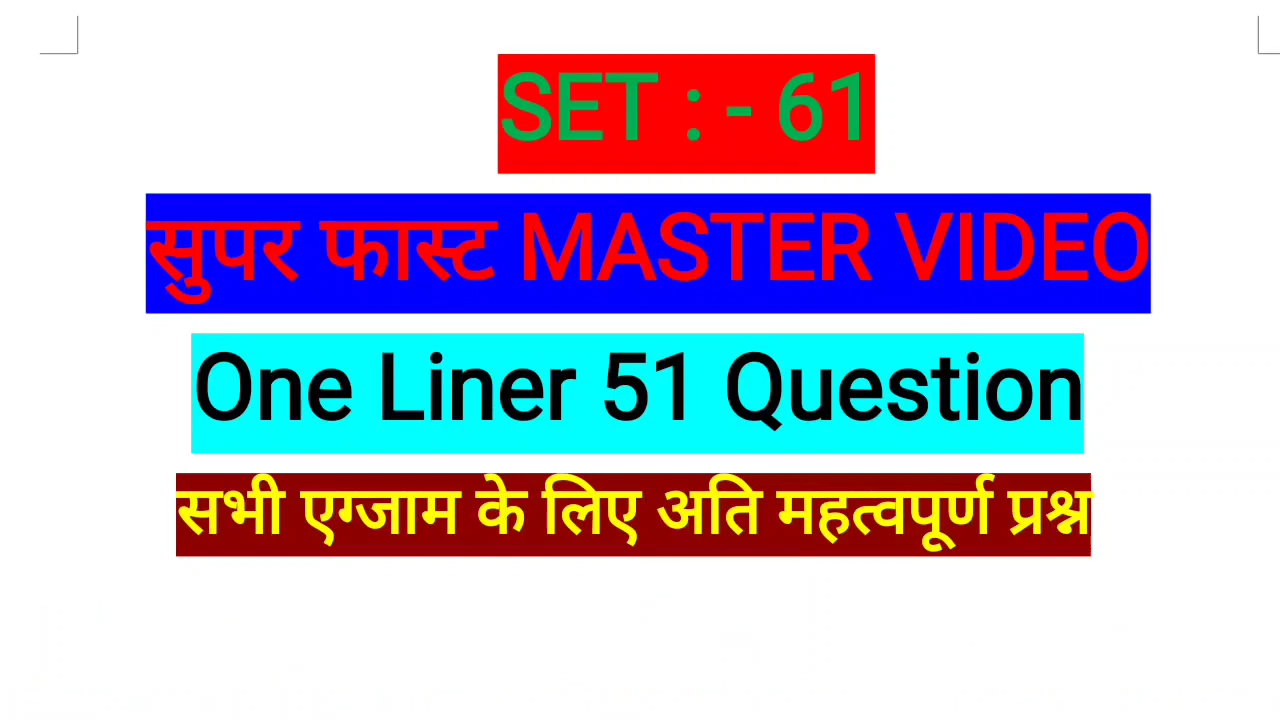 SET : - 61
सुपर फास्ट MASTER VIDEO
One Liner 51 Question
सभी एग्जाम के लिए अति महत्वपूर्ण प्रश्न